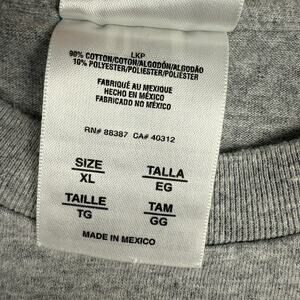 LKP
90% COTTON/COTON/ALGODÓN/ALGODÃO
10% POLYESTER/POLIÉSTER/POLIESTER
FABRIQUÉ AU MEXIQUE
HECHO EN MÉXICO
FABRICADO NO MÉXICO
RN# 88387 CA# 40312
SIZE TALLA
XL EG
TAILLE TAM
TG GG
MADE IN MEXICO